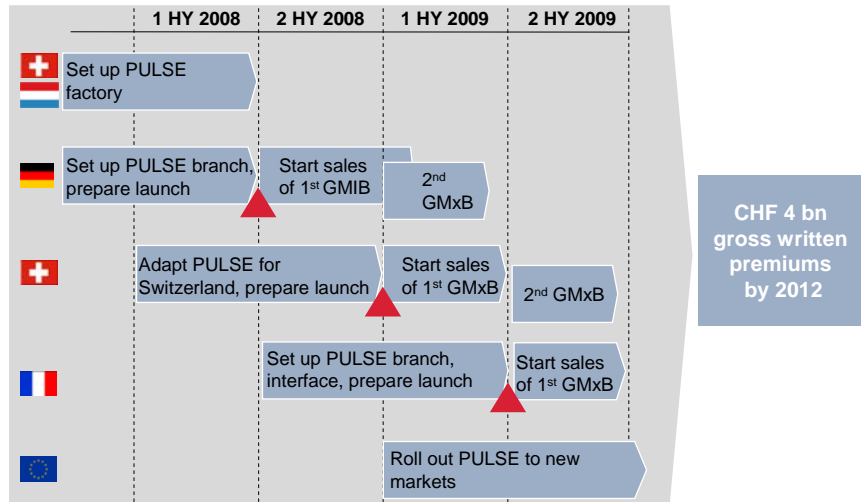 1 HY 2008 2 HY 2008 1 HY 2009 2 HY 2009
Set up PULSE
factory
Set up PULSE branch,
prepare launch
Start sales
of 1st GMIB
2nd
GMxB
Adapt PULSE for
Switzerland, prepare launch
Start sales
of 1st GMxB
2nd GMxB
Set up PULSE branch,
interface, prepare launch
Start sales
of 1st GMxB
Roll out PULSE to new
markets
CHF 4 bn
gross written
premiums
by 2012